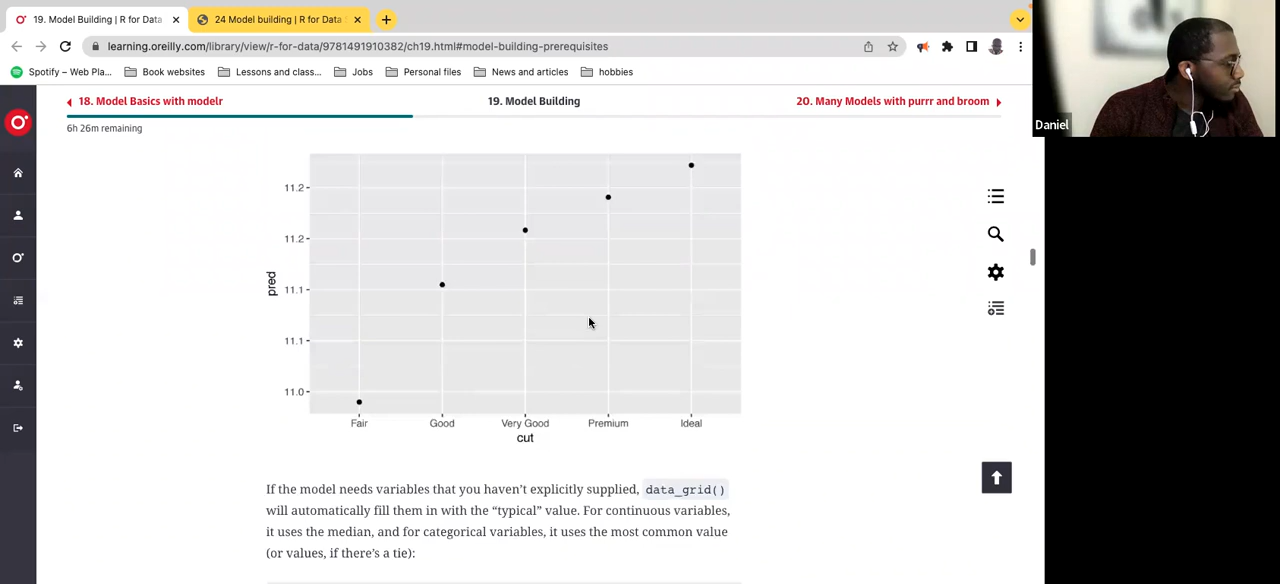 19. Model Building | R for Data
24 Model building | R for Data
learning.oreilly.com/library/view/r-for-data/9781491910382/ch19.html#model-building-prerequisites
Spotify – Web Pla...
Book websites
Lessons and class...
Jobs
Personal files
News and articles
hobbies
Daniel
18. Model Basics with modelr
19. Model Building
20. Many Models with purrr and broom
6h 26m remaining
11.2
11.2
11.1
11.1
11.0
pred
Fair
Good
Very Good
Premium
Ideal
cut
If the model needs variables that you haven’t explicitly supplied, data_grid()
will automatically fill them in with the “typical” value. For continuous variables,
it uses the median, and for categorical variables, it uses the most common value
(or values, if there’s a tie):